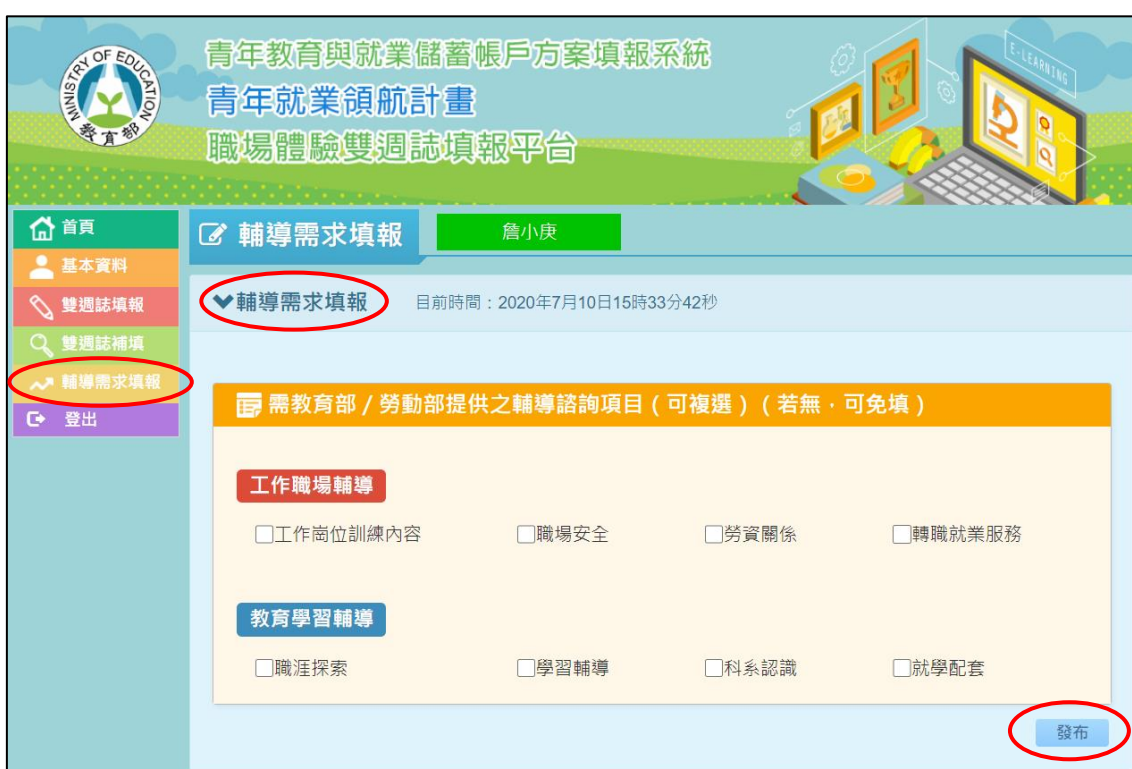 MINISTRY OF EDUCATION
教育部
青年教育與就業儲蓄帳戶方案填報系統
青年就業領航計畫
職場體驗雙週誌填報平台
E-LEARNING
首頁
基本資料
雙週誌填報
雙週誌補填
輔導需求填報
登出
輔導需求填報
詹小庚
輔導需求填報 目前時間：2020年7月10日15時33分42秒
需教育部 / 勞動部提供之輔導諮詢項目（可複選）（若無，可免填）
工作職場輔導
工作崗位訓練內容 職場安全 勞資關係 轉職就業服務
教育學習輔導
職涯探索 學習輔導 科系認識 就學配套
發布